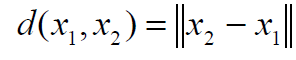 d(x₁, x₂) = ‖x₂ − x₁‖